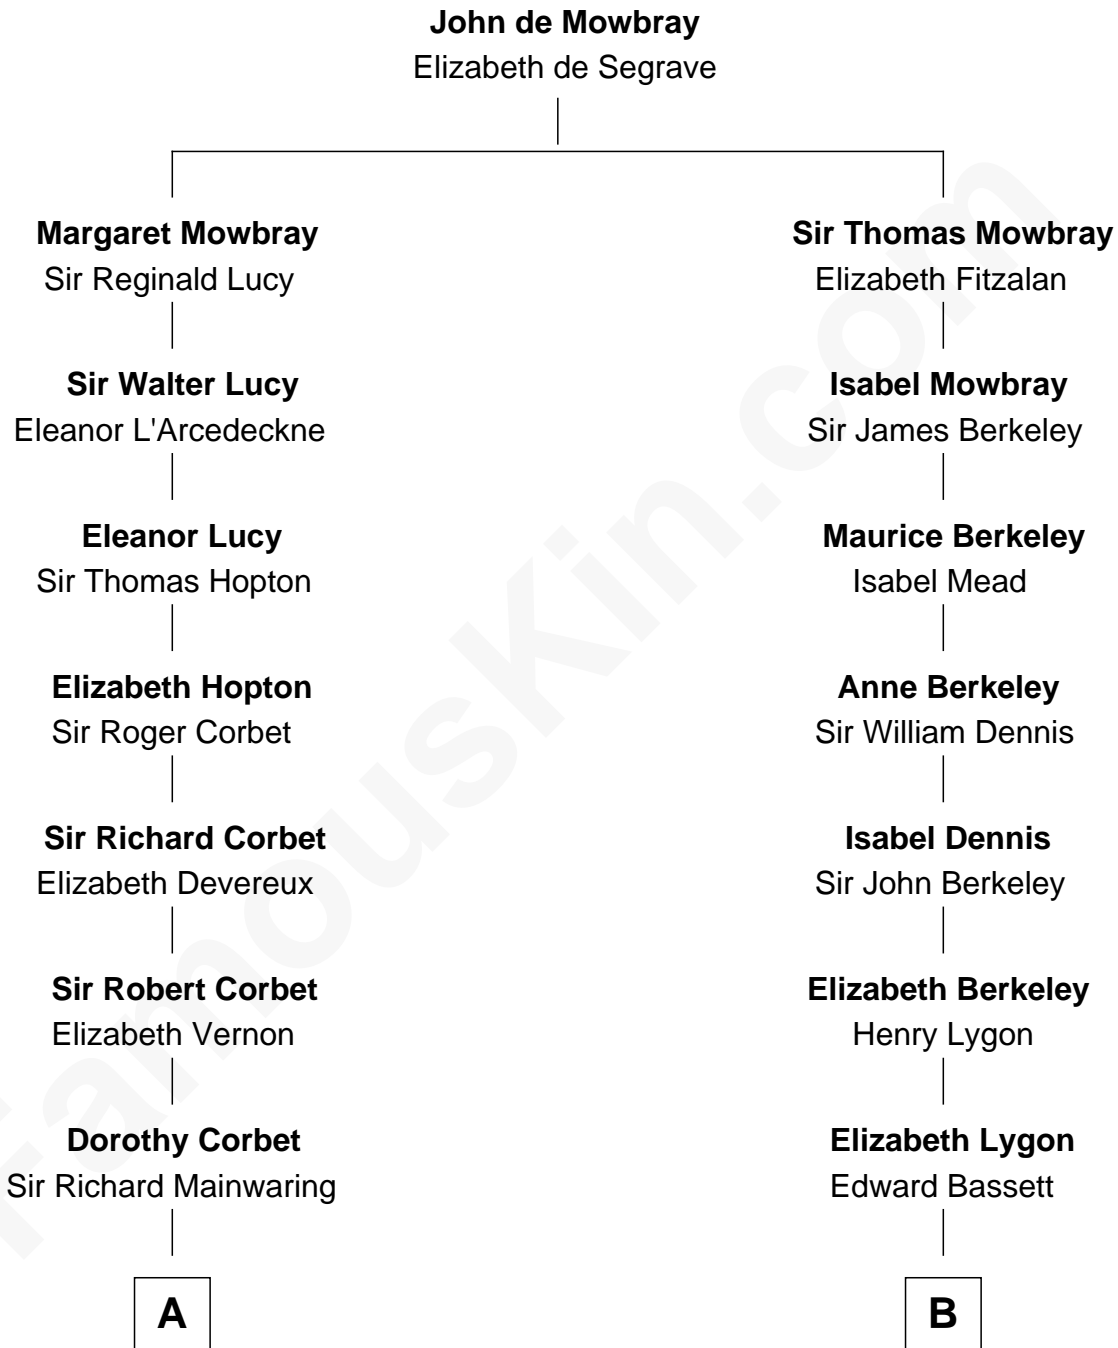 John de Mowbray
Elizabeth de Segrave
Margaret Mowbray
Sir Reginald Lucy
Sir Thomas Mowbray
Elizabeth Fitzalan
Sir Walter Lucy
Eleanor L'Arcedeckne
Isabel Mowbray
Sir James Berkeley
Eleanor Lucy
Sir Thomas Hopton
Maurice Berkeley
Isabel Mead
Elizabeth Hopton
Sir Roger Corbet
Anne Berkeley
Sir William Dennis
Sir Richard Corbet
Elizabeth Devereux
Isabel Dennis
Sir John Berkeley
Sir Robert Corbet
Elizabeth Vernon
Elizabeth Berkeley
Henry Lygon
Dorothy Corbet
Sir Richard Mainwaring
Elizabeth Lygon
Edward Bassett
A
B
FamousKin.com